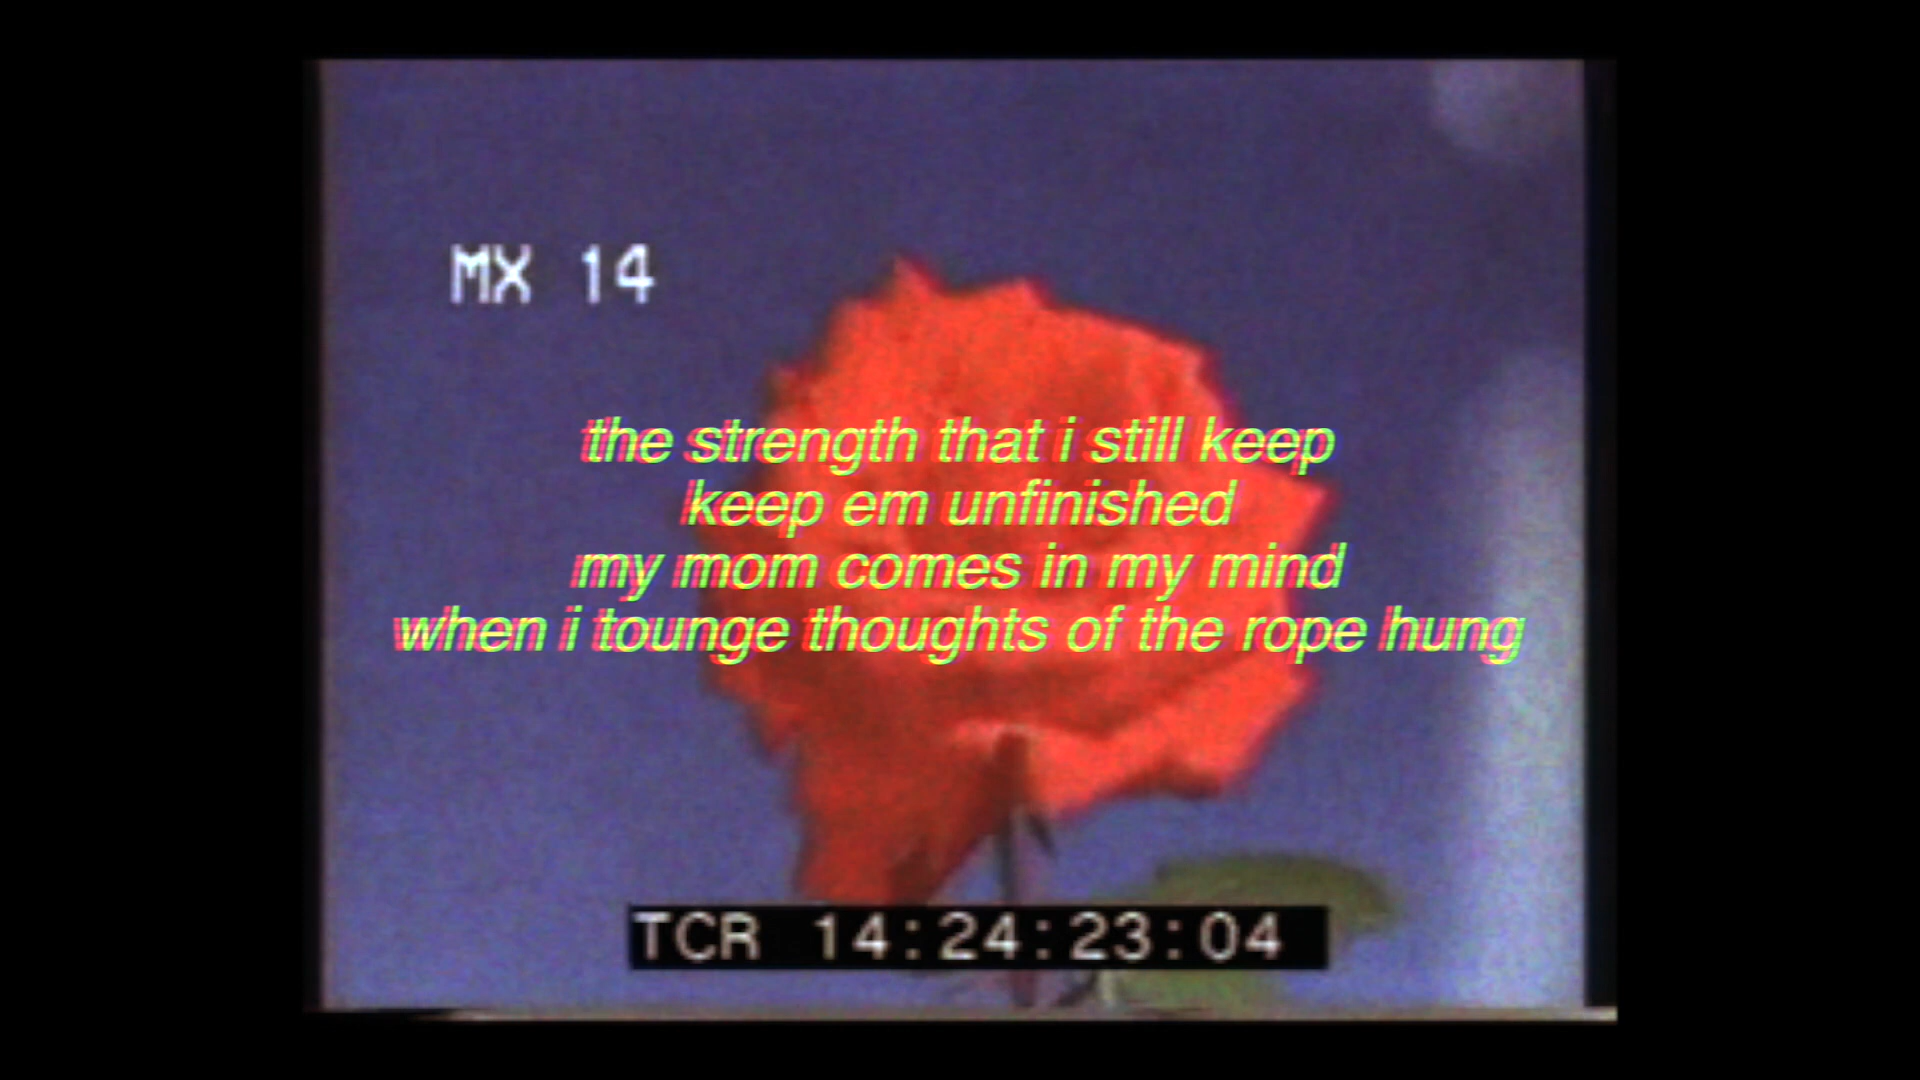 MX 14
the strength that i still keep
keep em unfinished
my mom comes in my mind
when i tounge thoughts of the rope hung
TCR 14:24:23:04